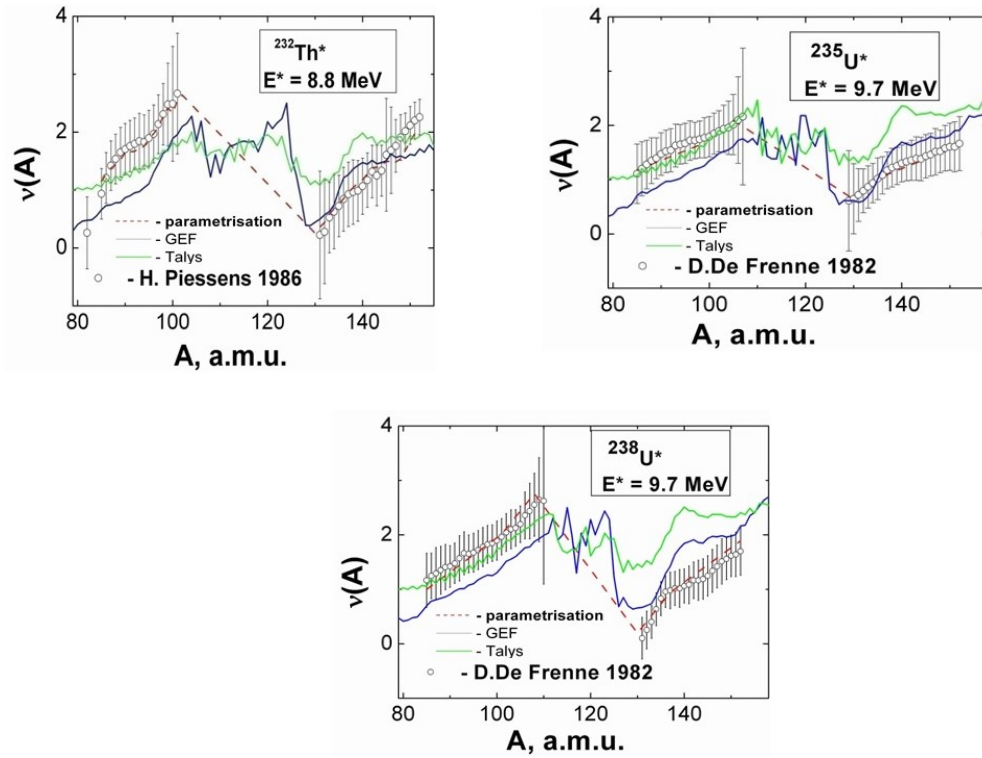 4
2
0
ν(A)
²³²Th*
E* = 8.8 MeV
- parametrisation
- GEF
- Talys
- H. Piessens 1986
80 100 120 140
A, a.m.u.
4
2
0
ν(A)
²³⁵U*
E* = 9.7 MeV
- parametrisation
- GEF
- Talys
- D.De Frenne 1982
80 100 120 140
A, a.m.u.
4
2
0
ν(A)
²³⁸U*
E* = 9.7 MeV
- parametrisation
- GEF
- Talys
- D.De Frenne 1982
80 100 120 140
A, a.m.u.